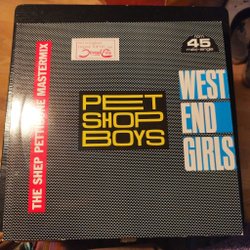 THE SHEP PETTIBONE MASTERMIX
45
PET
SHOP
BOYS
WEST
END
GIRLS